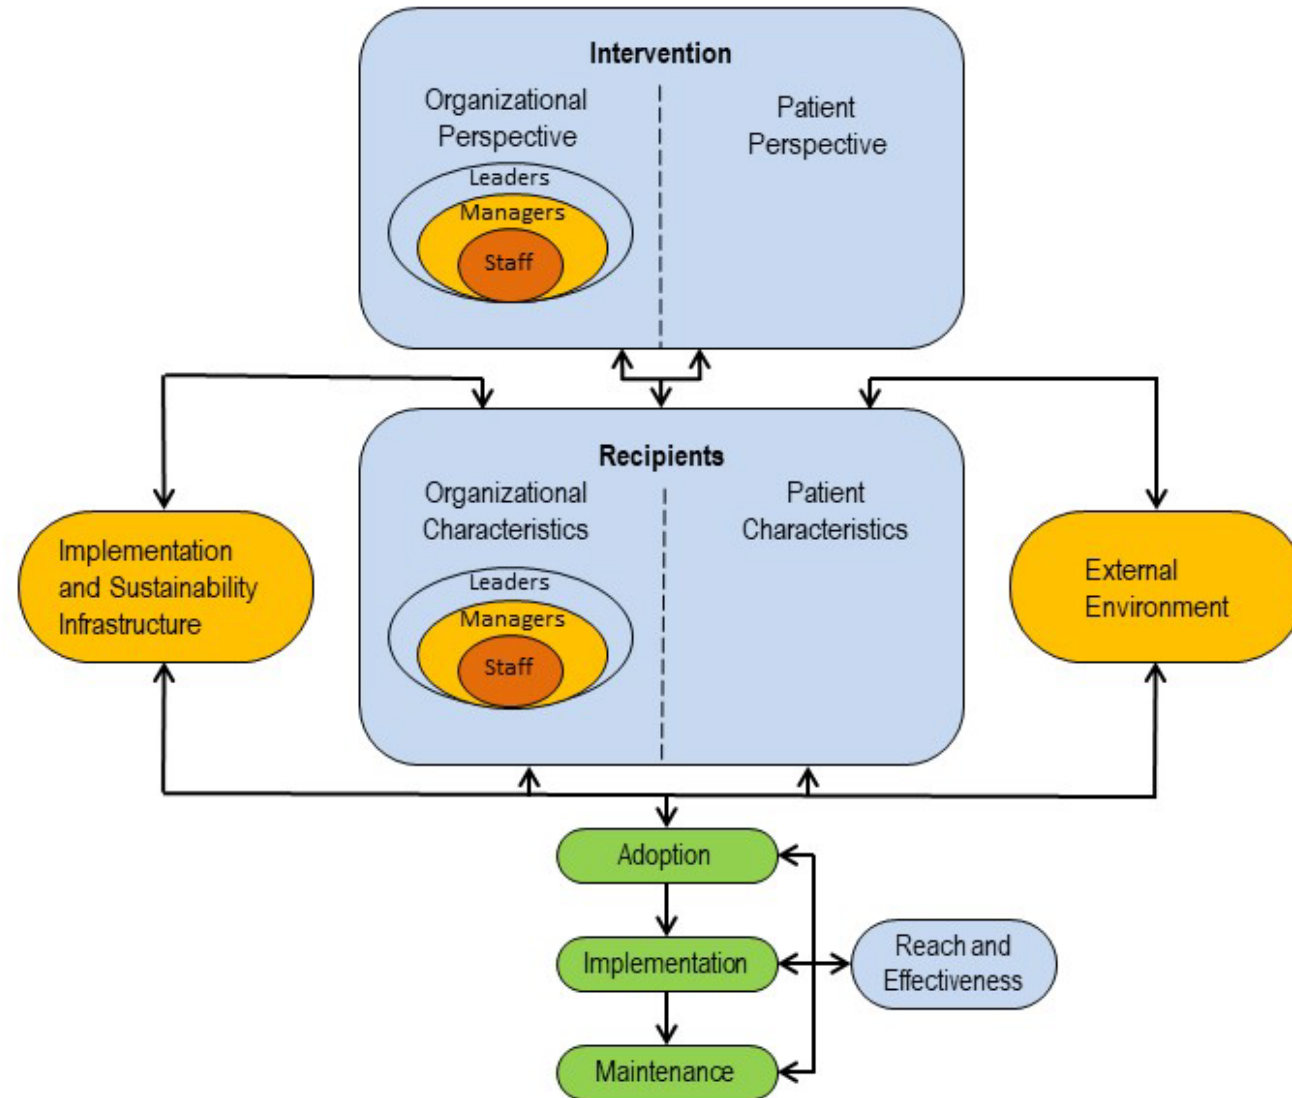 Intervention
Organizational
Perspective
Patient
Perspective
Leaders
Managers
Staff
Recipients
Organizational
Characteristics
Patient
Characteristics
Leaders
Managers
Staff
Implementation
and Sustainability
Infrastructure
External
Environment
Adoption
Implementation
Reach and
Effectiveness
Maintenance